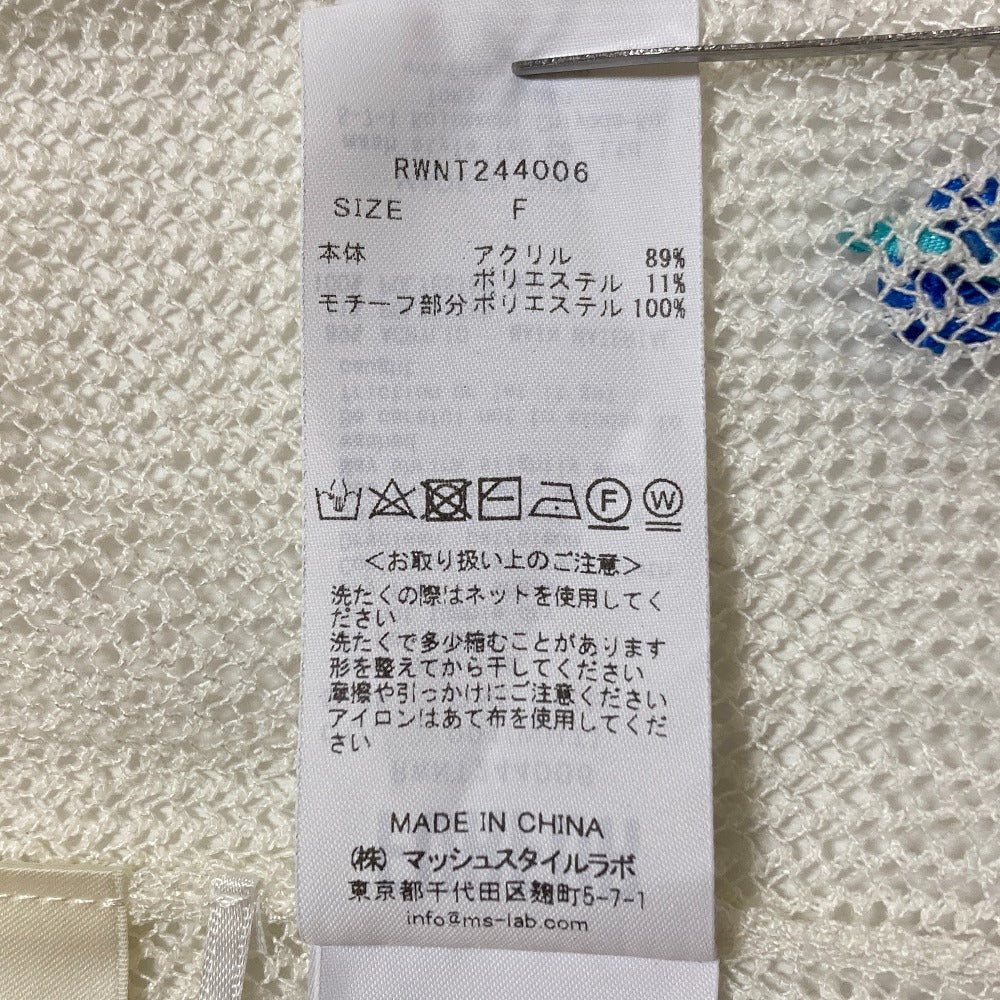 RWNT244006
SIZE F
本体 アクリル 89%
ポリエステル 11%
モチーフ部分 ポリエステル 100%
F W
＜お取り扱い上のご注意＞
洗たくの際はネットを使用してく
ださい
洗たくで多少縮むことがあります
形を整えてから干してください
摩擦や引っかけにご注意ください
アイロンはあて布を使用してくだ
さい
MADE IN CHINA
(株) マッシュスタイルラボ
東京都千代田区麹町5-7-1
info@ms-lab.com